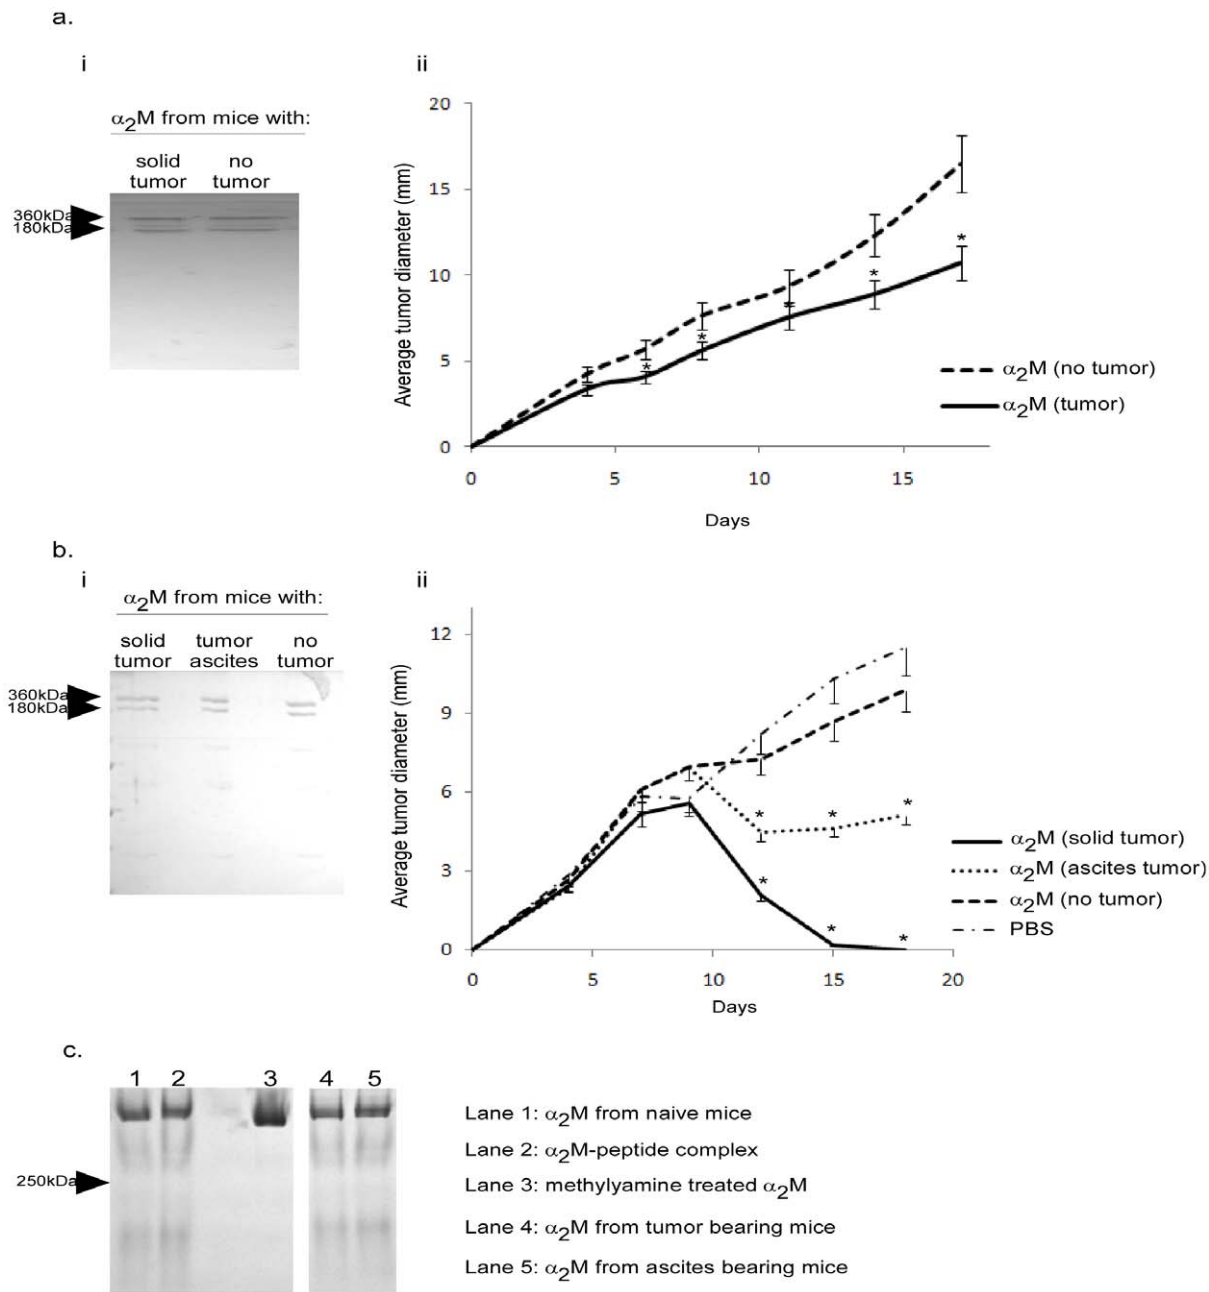 a.
i
ii
α2M from mice with:
solid tumor
no tumor
360kDa
180kDa
20
15
10
5
0
Average tumor diameter (mm)
*
*
*
*
*
0
5
10
15
Days
α2M (no tumor)
α2M (tumor)
b.
i
ii
α2M from mice with:
solid tumor
tumor ascites
no tumor
360kDa
180kDa
12
9
6
3
0
Average tumor diameter (mm)
*
*
*
*
*
*
0
5
10
15
20
Days
α2M (solid tumor)
α2M (ascites tumor)
α2M (no tumor)
PBS
c.
1 2 3 4 5
250kDa
Lane 1: α2M from naive mice
Lane 2: α2M-peptide complex
Lane 3: methylyamine treated α2M
Lane 4: α2M from tumor bearing mice
Lane 5: α2M from ascites bearing mice